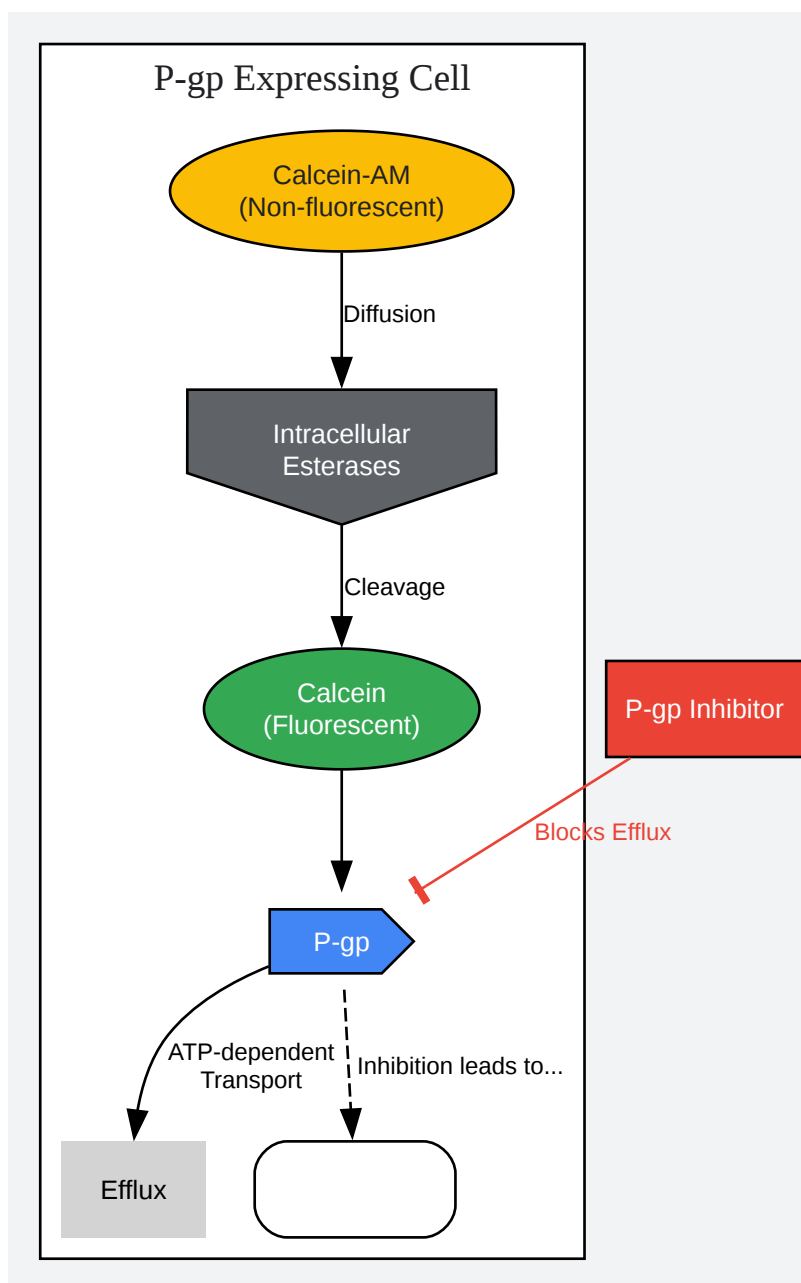 P-gp Expressing Cell
Calcein-AM
(Non-fluorescent)
Diffusion
Intracellular
Esterases
Cleavage
Calcein
(Fluorescent)
P-gp Inhibitor
Blocks Efflux
P-gp
ATP-dependent
Transport
Inhibition leads to...
Efflux